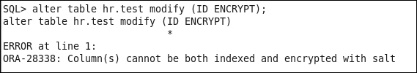 SQL> alter table hr.test modify (ID ENCRYPT);
alter table hr.test modify (ID ENCRYPT)
*
ERROR at line 1:
ORA-28338: Column(s) cannot be both indexed and encrypted with salt